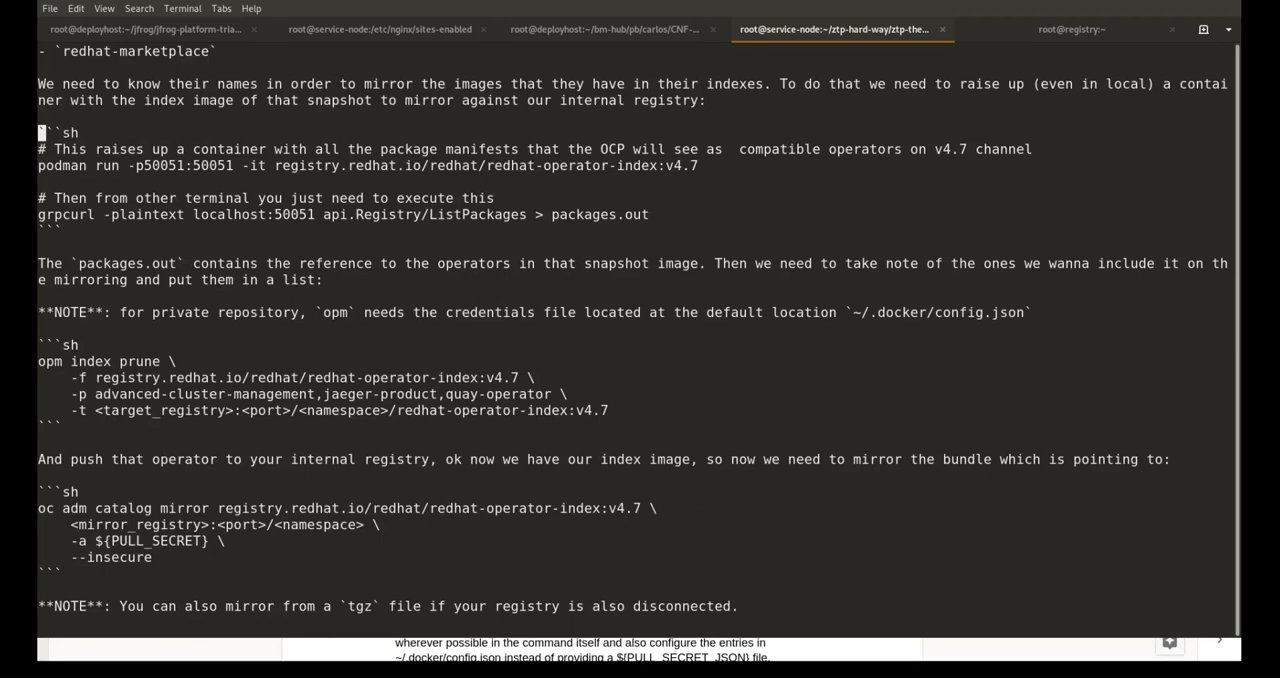 File Edit View Search Terminal Tabs Help
root@deployhost:~/jfrog/jfrog-platform-tria... × root@service-node:/etc/nginx/sites-enabled × root@deployhost:~/bm-hub/pb/carlos/CNF-... × root@service-node:~/ztp-hard-way/ztp-the... × root@registry:~ ×
- `redhat-marketplace`
We need to know their names in order to mirror the images that they have in their indexes. To do that we need to raise up (even in local) a contai
ner with the index image of that snapshot to mirror against our internal registry:
```sh
# This raises up a container with all the package manifests that the OCP will see as  compatible operators on v4.7 channel
podman run -p50051:50051 -it registry.redhat.io/redhat/redhat-operator-index:v4.7
# Then from other terminal you just need to execute this
grpcurl -plaintext localhost:50051 api.Registry/ListPackages > packages.out
```
The `packages.out` contains the reference to the operators in that snapshot image. Then we need to take note of the ones we wanna include it on th
e mirroring and put them in a list:
**NOTE**: for private repository, `opm` needs the credentials file located at the default location `~/.docker/config.json`
```sh
opm index prune \
    -f registry.redhat.io/redhat/redhat-operator-index:v4.7 \
    -p advanced-cluster-management,jaeger-product,quay-operator \
    -t <target_registry>:<port>/<namespace>/redhat-operator-index:v4.7
```
And push that operator to your internal registry, ok now we have our index image, so now we need to mirror the bundle which is pointing to:
```sh
oc adm catalog mirror registry.redhat.io/redhat/redhat-operator-index:v4.7 \
    <mirror_registry>:<port>/<namespace> \
    -a ${PULL_SECRET} \
    --insecure
```
**NOTE**: You can also mirror from a `tgz` file if your registry is also disconnected.
wherever possible in the command itself and also configure the entries in
~/.docker/config.json instead of providing a ${PULL_SECRET_JSON} file.